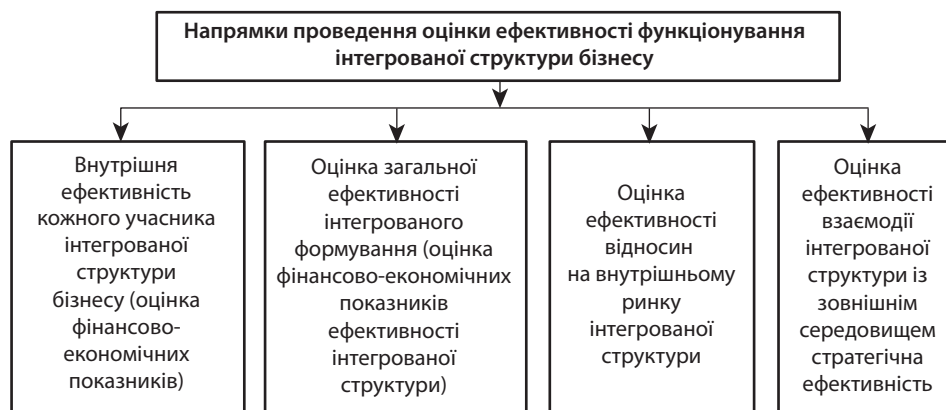 Напрямки проведення оцінки ефективності функціонування
інтегрованої структури бізнесу
Внутрішня
ефективність
кожного учасника
інтегрованої
структури
бізнесу (оцінка
фінансово-
економічних
показників)
Оцінка загальної
ефективності
інтегрованого
формування (оцінка
фінансово-економічних
показників
ефективності
інтегрованої
структури)
Оцінка
ефективності
відносин
на внутрішньому
ринку
інтегрованої
структури
Оцінка
ефективності
взаємодії
інтегрованої
структури із
зовнішнім
середовищем
стратегічна
ефективність